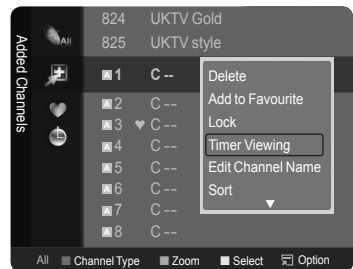 824 UKTV Gold
825 UKTV style
Added Channels
All
A 1 C --
A 2 C --
A 3 ♥ C --
A 4 C --
A 5 C --
A 6 C --
A 7 C --
A 8 C --
Delete
Add to Favourite
Lock
Timer Viewing
Edit Channel Name
Sort
▼
All Channel Type Zoom Select Option